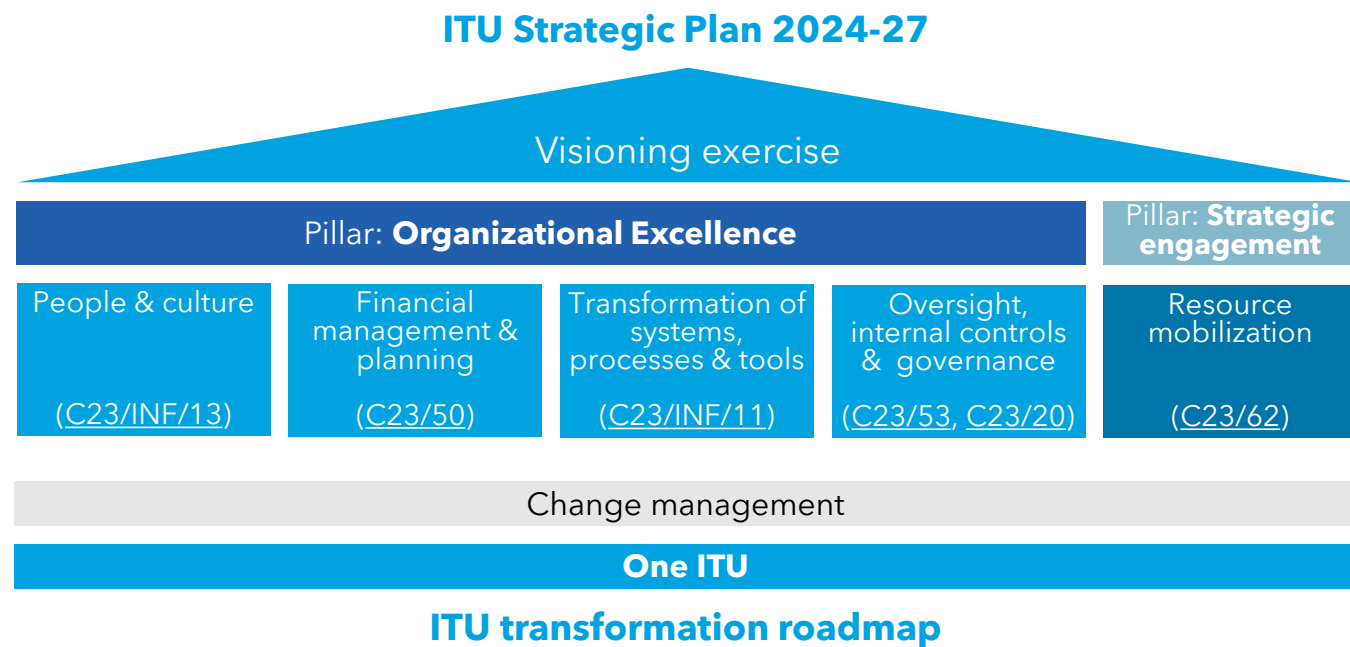 ITU Strategic Plan 2024-27
Visioning exercise
Pillar: Organizational Excellence
Pillar: Strategic
engagement
People & culture
(C23/INF/13)
Financial
management &
planning
(C23/50)
Transformation of
systems,
processes & tools
(C23/INF/11)
Oversight,
internal controls
& governance
(C23/53, C23/20)
Resource
mobilization
(C23/62)
Change management
One ITU
ITU transformation roadmap